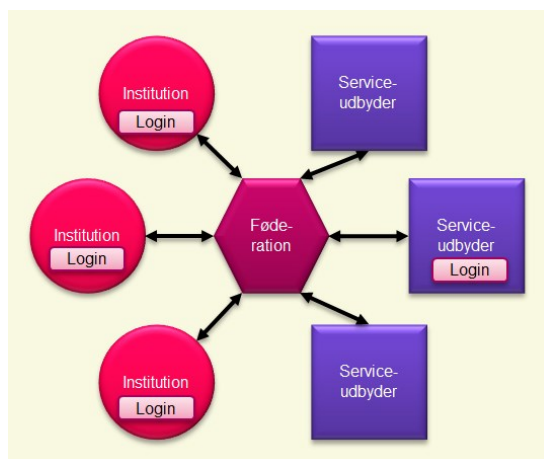 Institution
Login
Service-
udbyder
Institution
Login
Føde-
ration
Service-
udbyder
Login
Institution
Login
Service-
udbyder